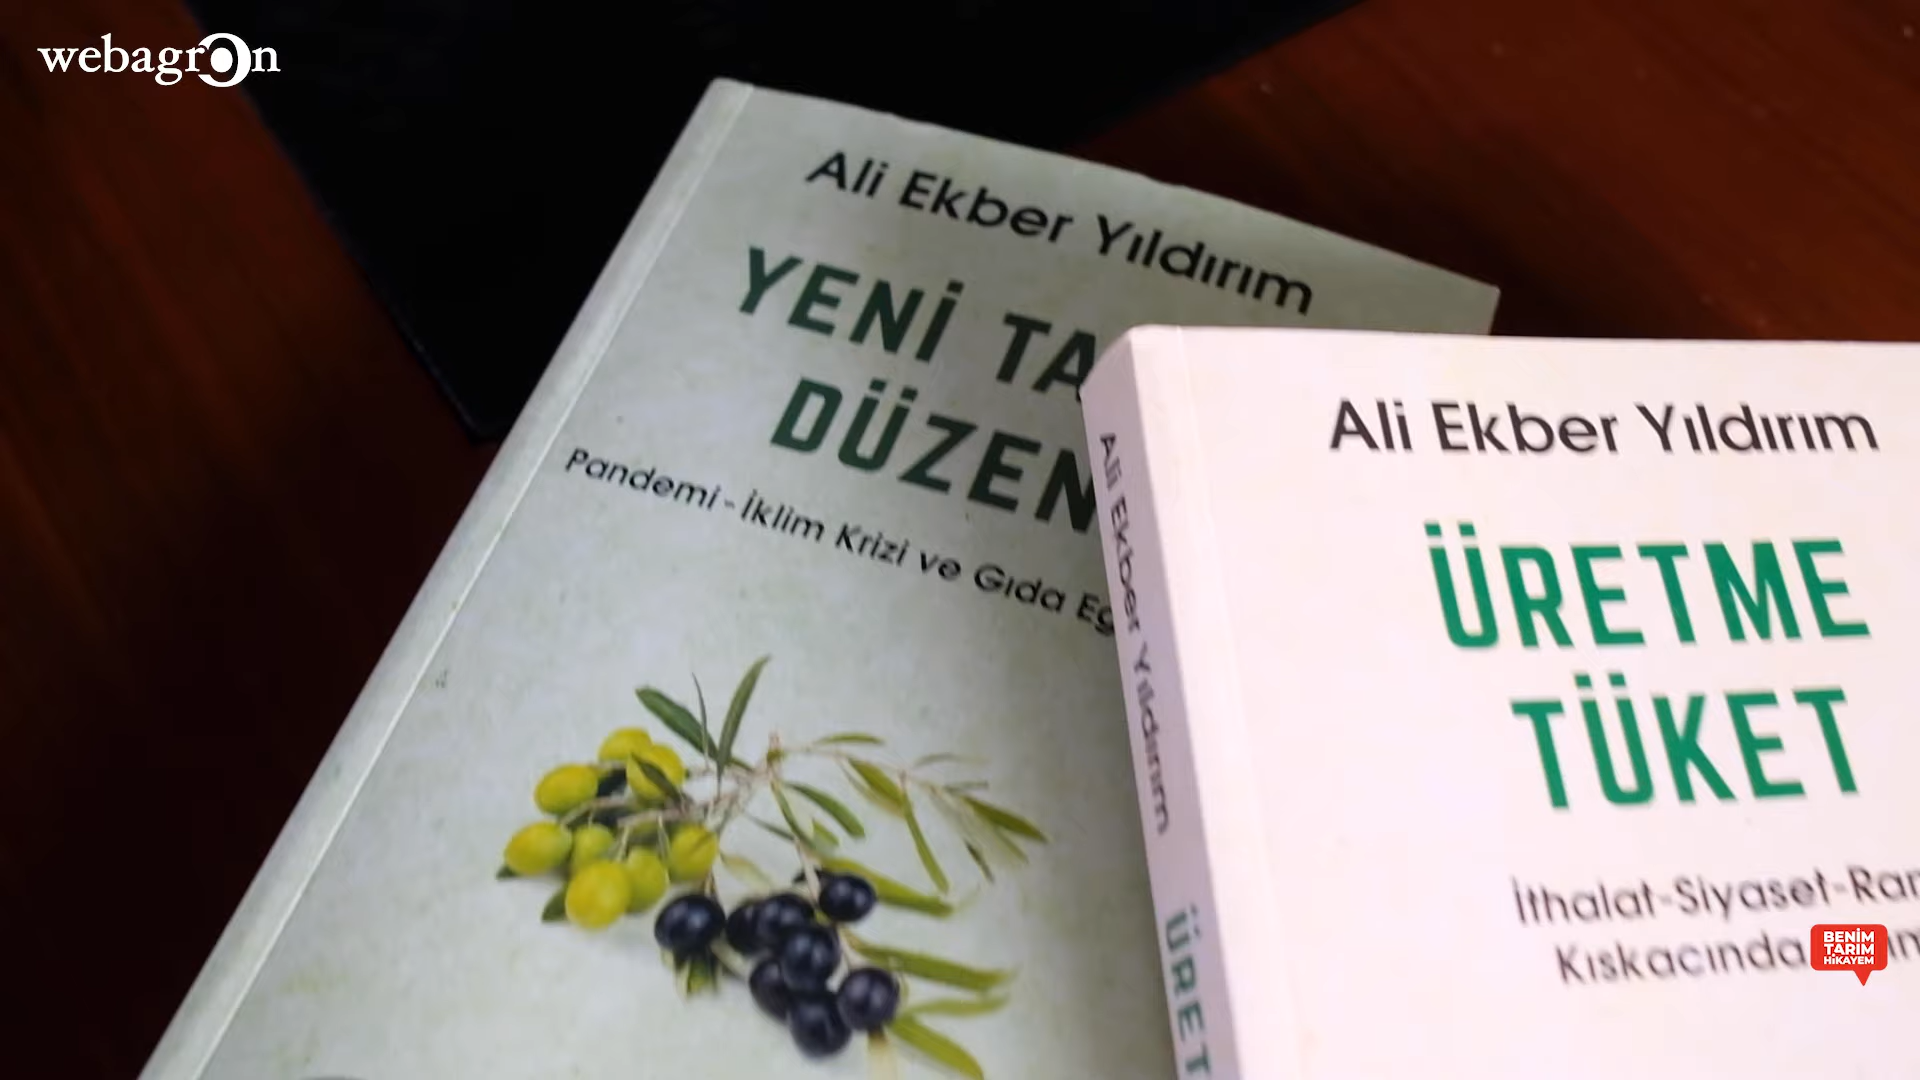 webagron
Ali Ekber Yıldırım
YENİ TA
DÜZEN
Pandemi - İklim Krizi ve Gıda Eg
Ali Ekber Yıldırım
ÜRETME
TÜKET
İthalat-Siyaset-Ran
Kıskacında
Ali Ekber Yıldırım
ÜRET
BENİM
TARIM
HİKAYEM